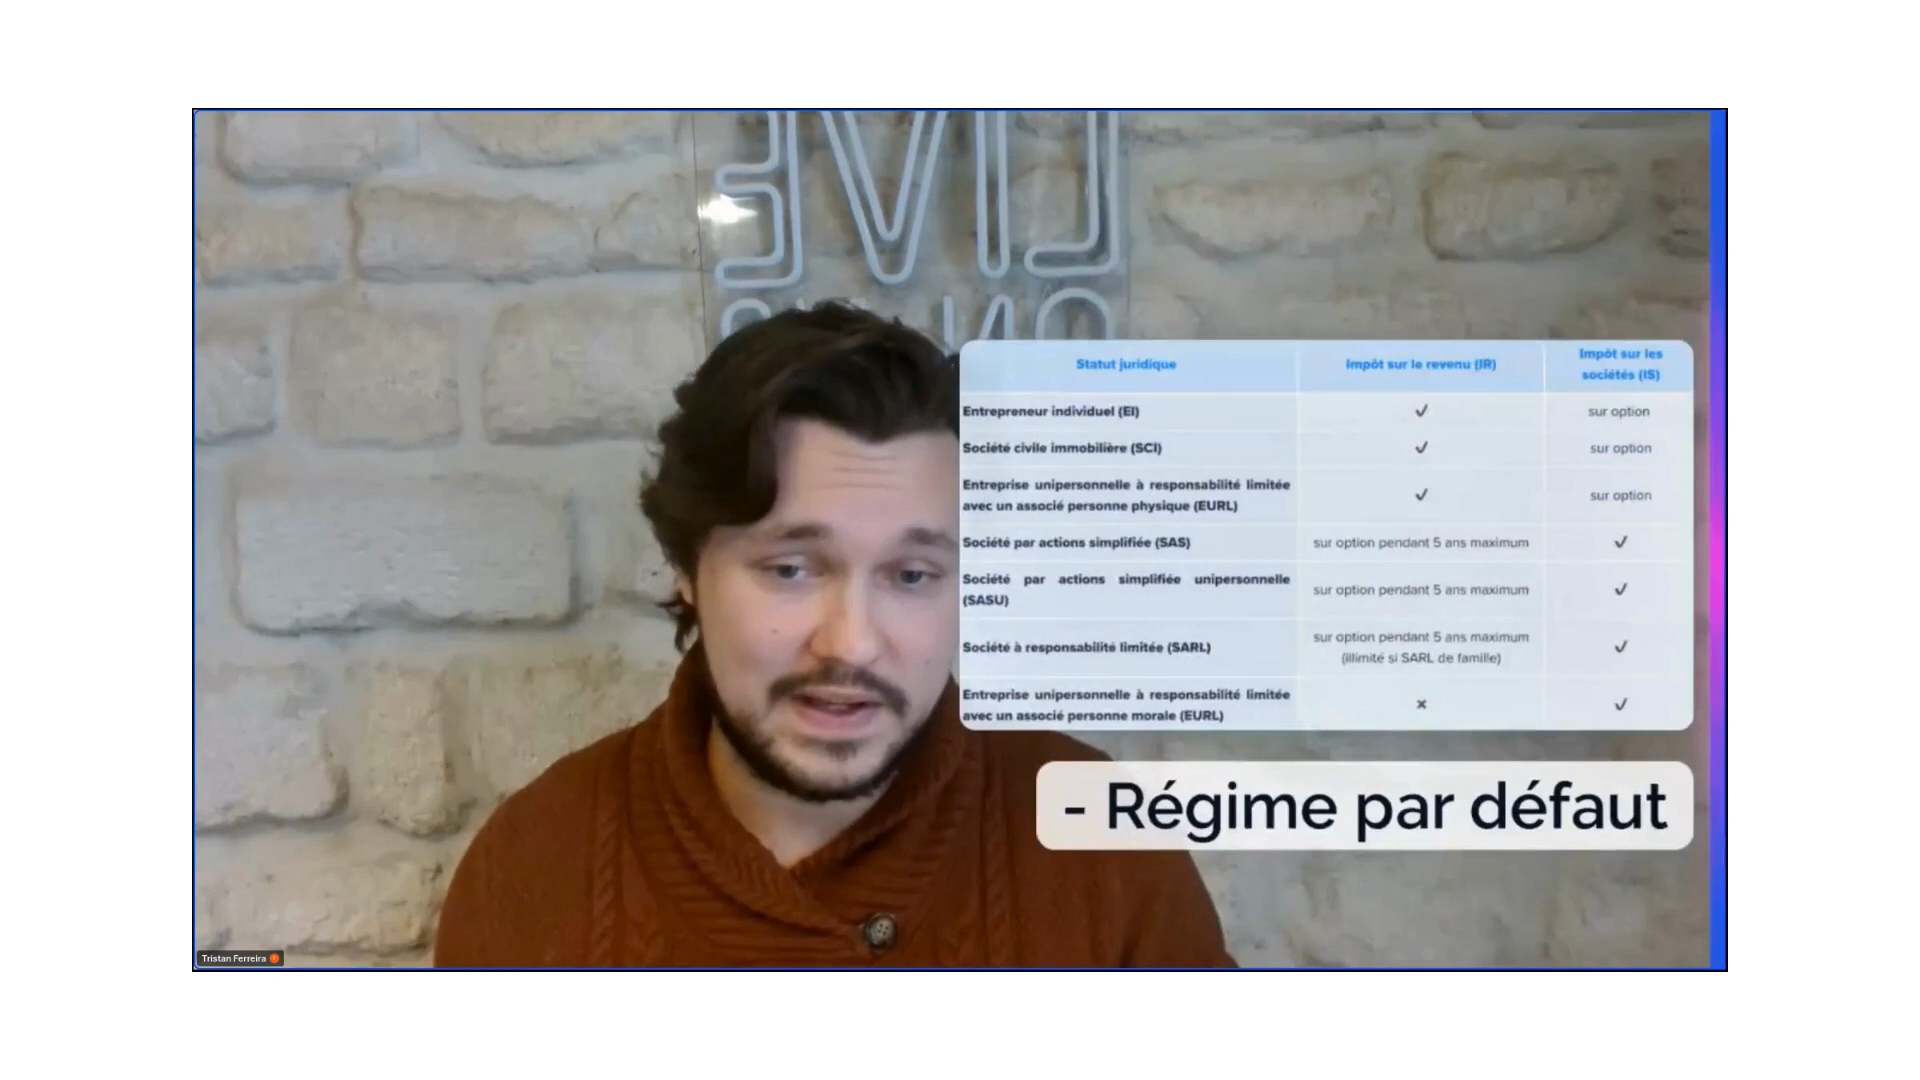 LIVE
Statut juridique
Impôt sur le revenu (IR)
Impôt sur les
sociétés (IS)
Entrepreneur individuel (EI)
✓
sur option
Société civile immobilière (SCI)
✓
sur option
Entreprise unipersonnelle à responsabilité limitée
avec un associé personne physique (EURL)
✓
sur option
Société par actions simplifiée (SAS)
sur option pendant 5 ans maximum
✓
Société par actions simplifiée unipersonnelle
(SASU)
sur option pendant 5 ans maximum
✓
Société à responsabilité limitée (SARL)
sur option pendant 5 ans maximum
(illimité si SARL de famille)
✓
Entreprise unipersonnelle à responsabilité limitée
avec un associé personne morale (EURL)
×
✓
- Régime par défaut
Tristan Ferreira